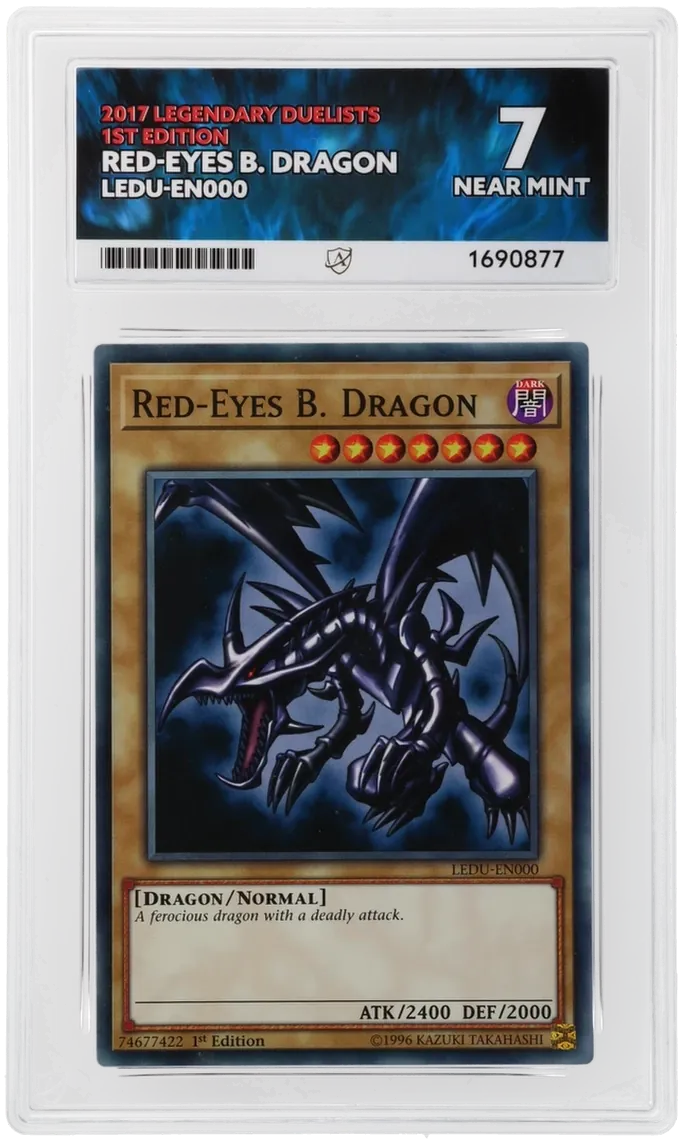 2017 LEGENDARY DUELISTS
1ST EDITION
RED-EYES B. DRAGON
LEDU-EN000
7
NEAR MINT
1690877
RED-EYES B. DRAGON
DARK
闇
LEDU-EN000
[DRAGON/NORMAL]
A ferocious dragon with a deadly attack.
ATK/2400 DEF/2000
74677422 1st Edition
©1996 KAZUKI TAKAHASHI